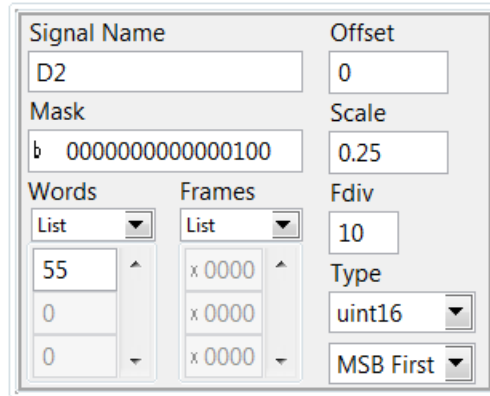 Signal Name Offset
D2 0
Mask Scale
b 0000000000000100 0.25
Words Frames Fdiv
List List 10
55 x 0000 Type
0 x 0000 uint16
0 x 0000 MSB First